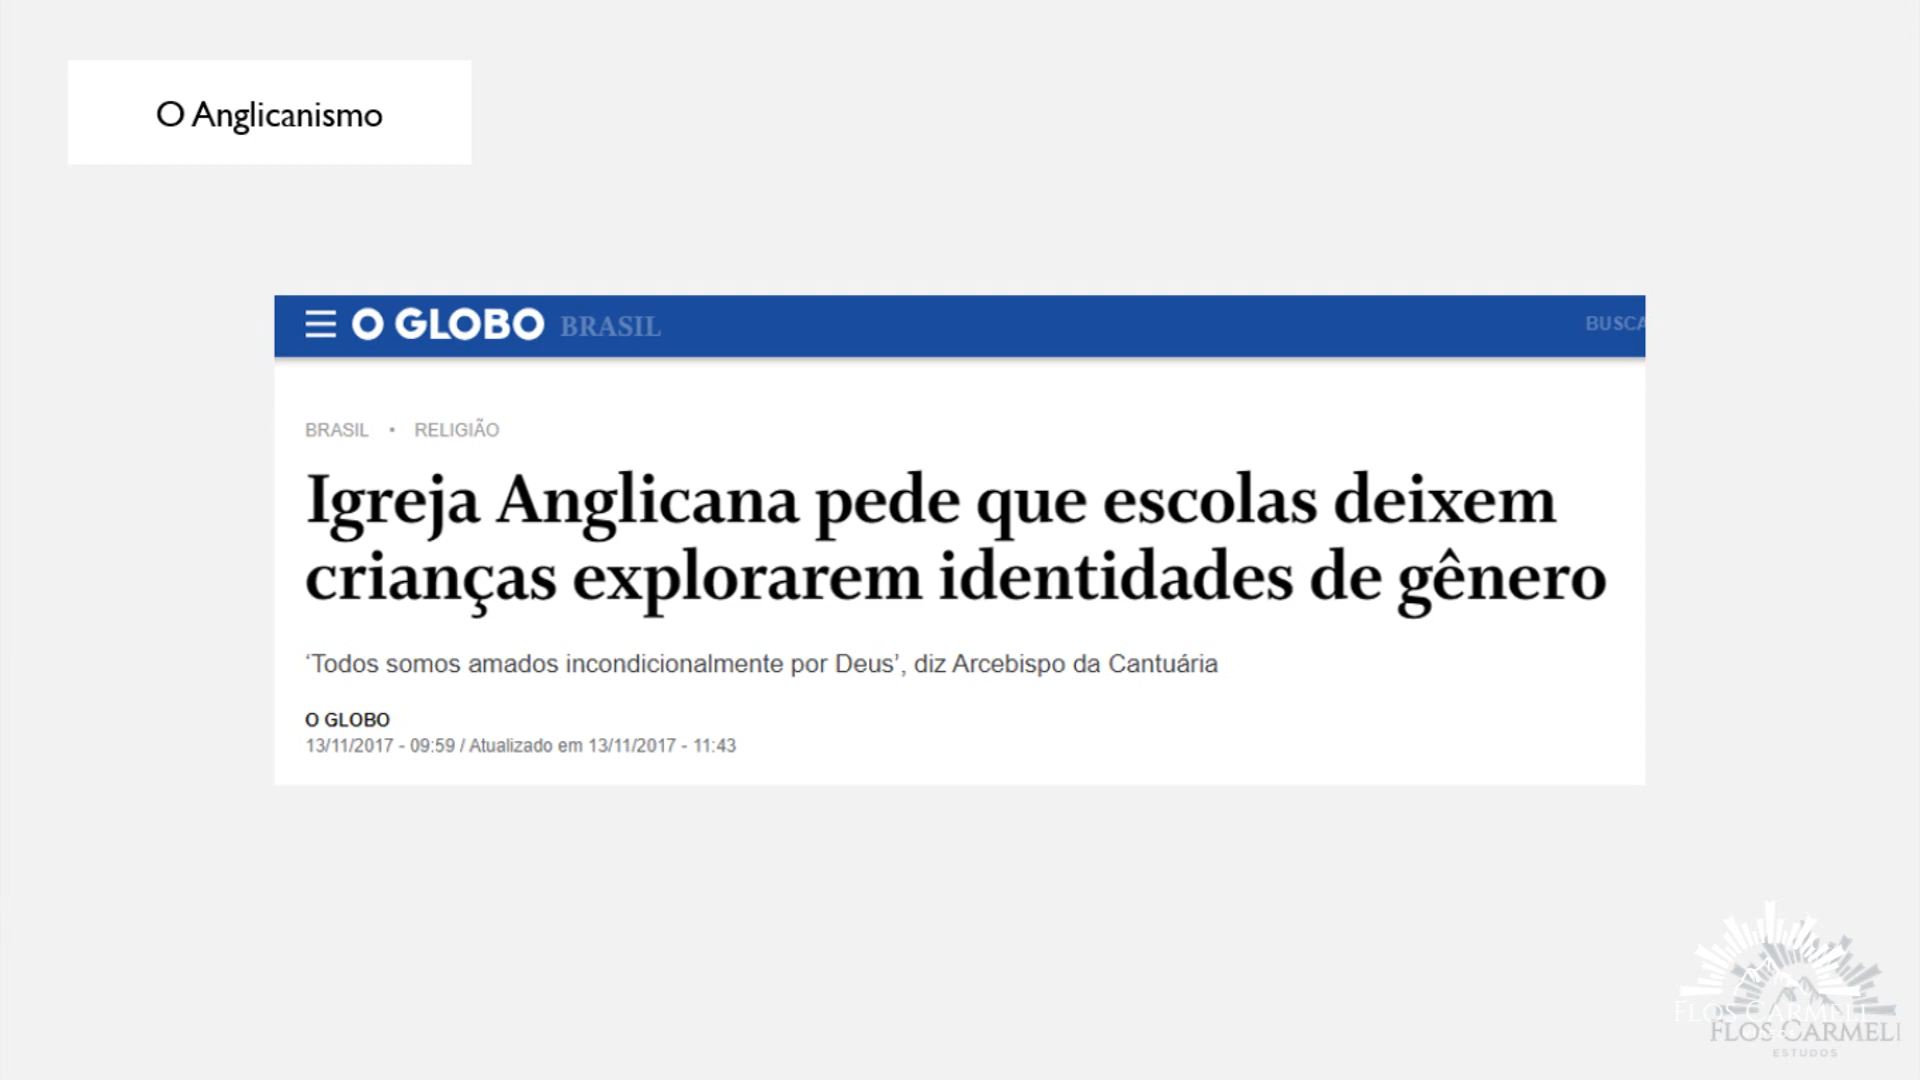 O Anglicanismo
O GLOBO BRASIL
BUSCA
BRASIL • RELIGIÃO
Igreja Anglicana pede que escolas deixem
crianças explorarem identidades de gênero
‘Todos somos amados incondicionalmente por Deus’, diz Arcebispo da Cantuária
O GLOBO
13/11/2017 - 09:59 / Atualizado em 13/11/2017 - 11:43
FLOS CARMELI
FLOS CARMELI
ESTUDOS